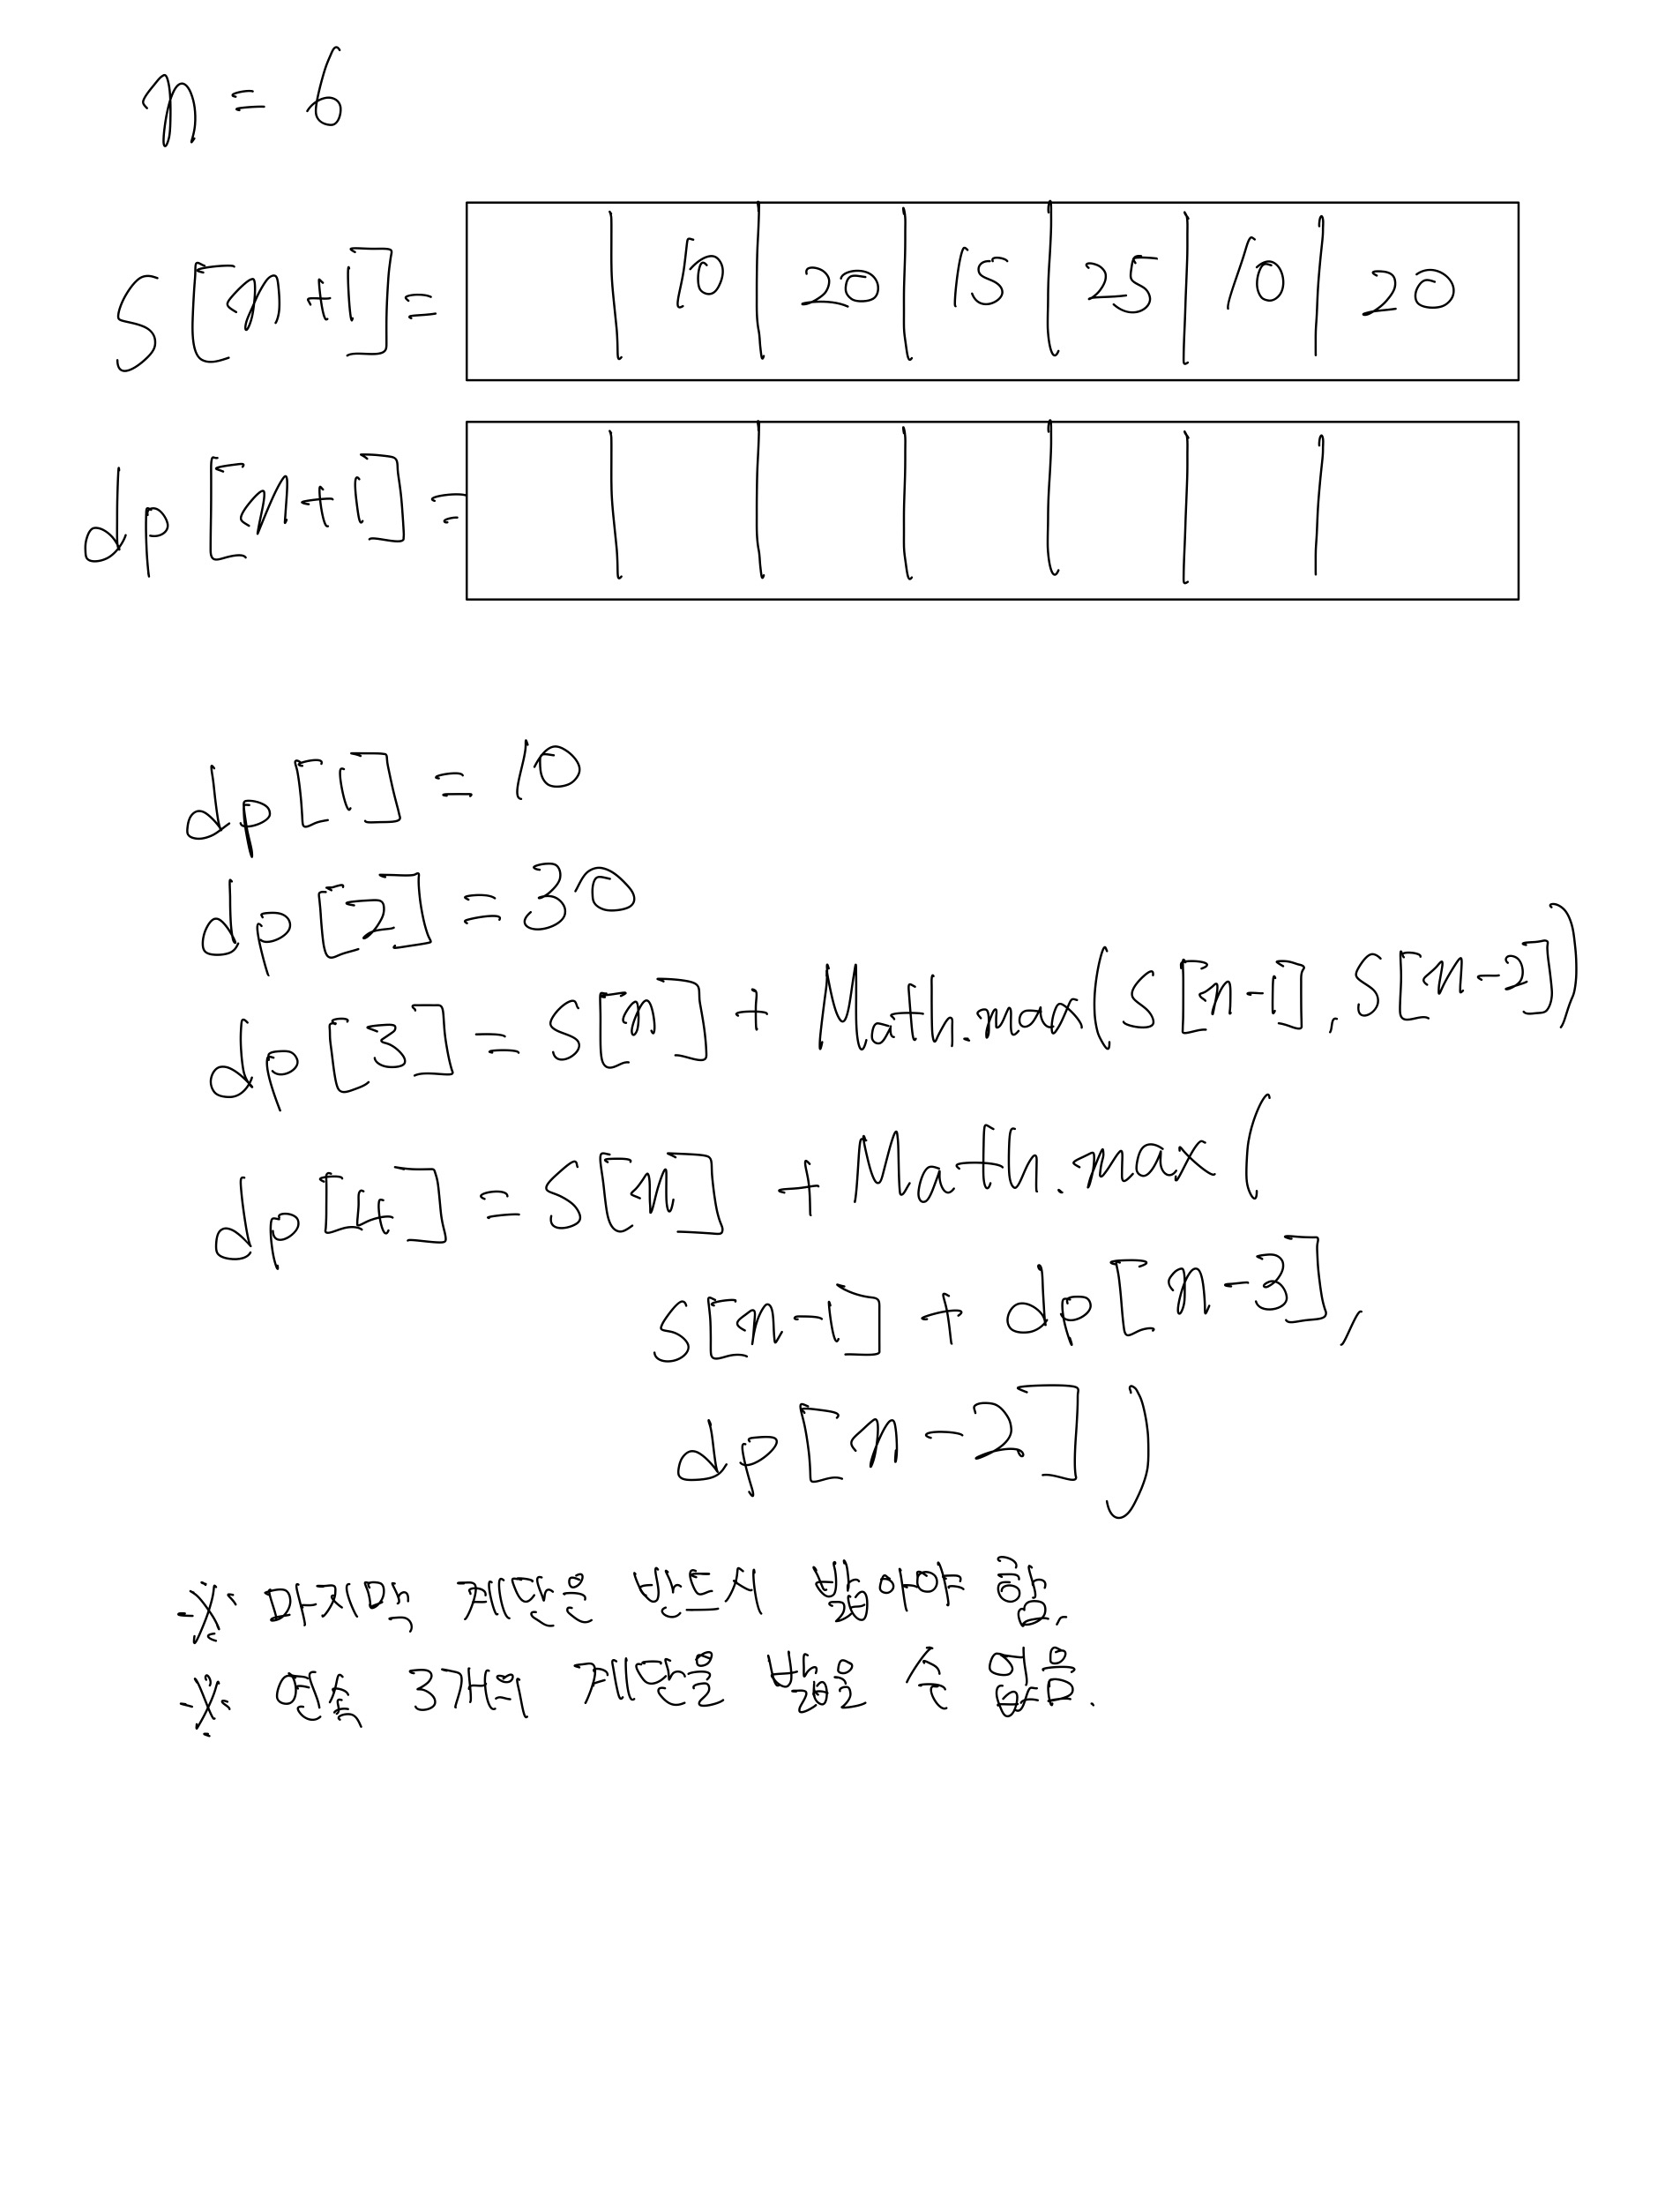 n = 6
S[n+1]= 10 20 15 25 10 20
dp[n+1]=
dp[1] = 10
dp[2] = 30
dp[3] = S[n] + Math.max(S[n-1], S[n-2])
dp[4] = S[n] + Math.max(
S[n-1] + dp[n-3],
dp[n-2])
※ 마지막 계단은 반드시 밟아야 함.
※ 연속 3개의 계단을 밟을 수 없음.